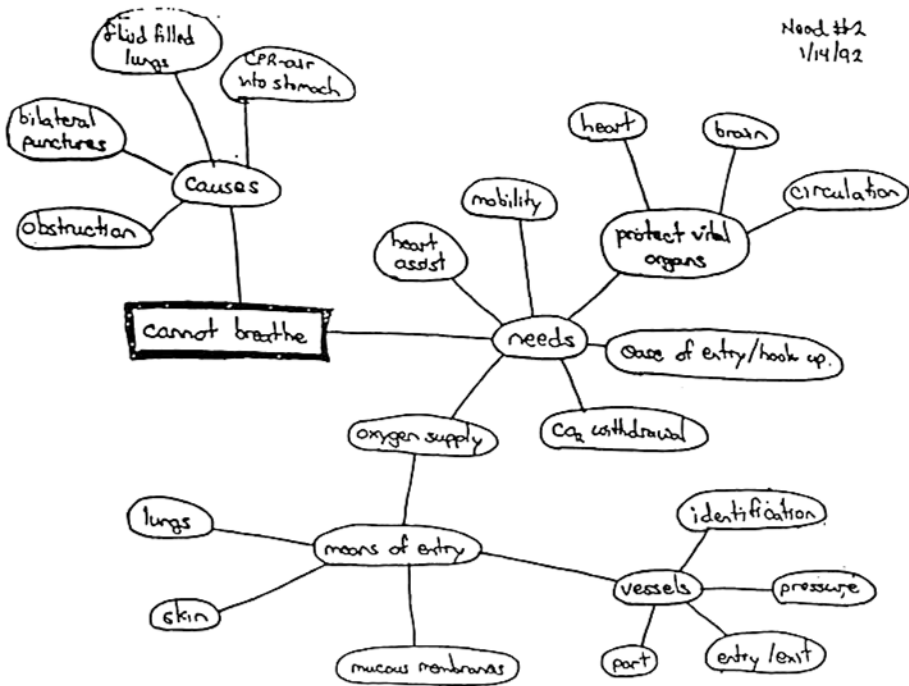 Need #2
1/14/92
fluid filled
lungs
CPR-air
into stomach
bilateral
punctures
causes
obstruction
cannot breathe
heart
brain
circulation
protect vital
organs
mobility
heart
assist
needs
ease of entry/hook up.
CO2 withdrawal
oxygen supply
lungs
means of entry
skin
mucous membranes
identification
vessels
pressure
port
entry/exit